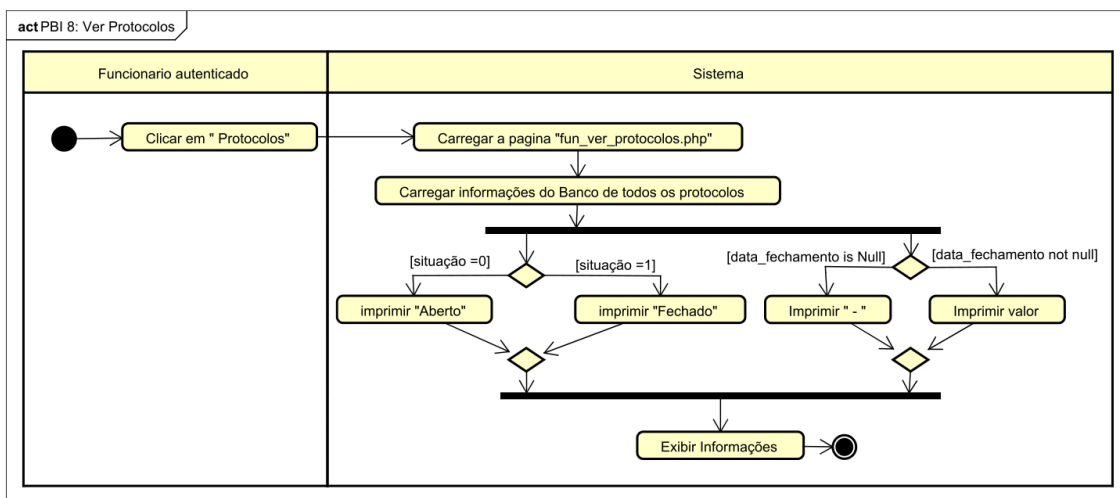 act PBI 8: Ver Protocolos
Funcionario autenticado
Sistema
Clicar em " Protocolos"
Carregar a pagina "fun_ver_protocolos.php"
Carregar informações do Banco de todos os protocolos
[situação =0]
[situação =1]
[data_fechamento is Null]
[data_fechamento not null]
imprimir "Aberto"
imprimir "Fechado"
Imprimir " - "
Imprimir valor
Exibir Informações